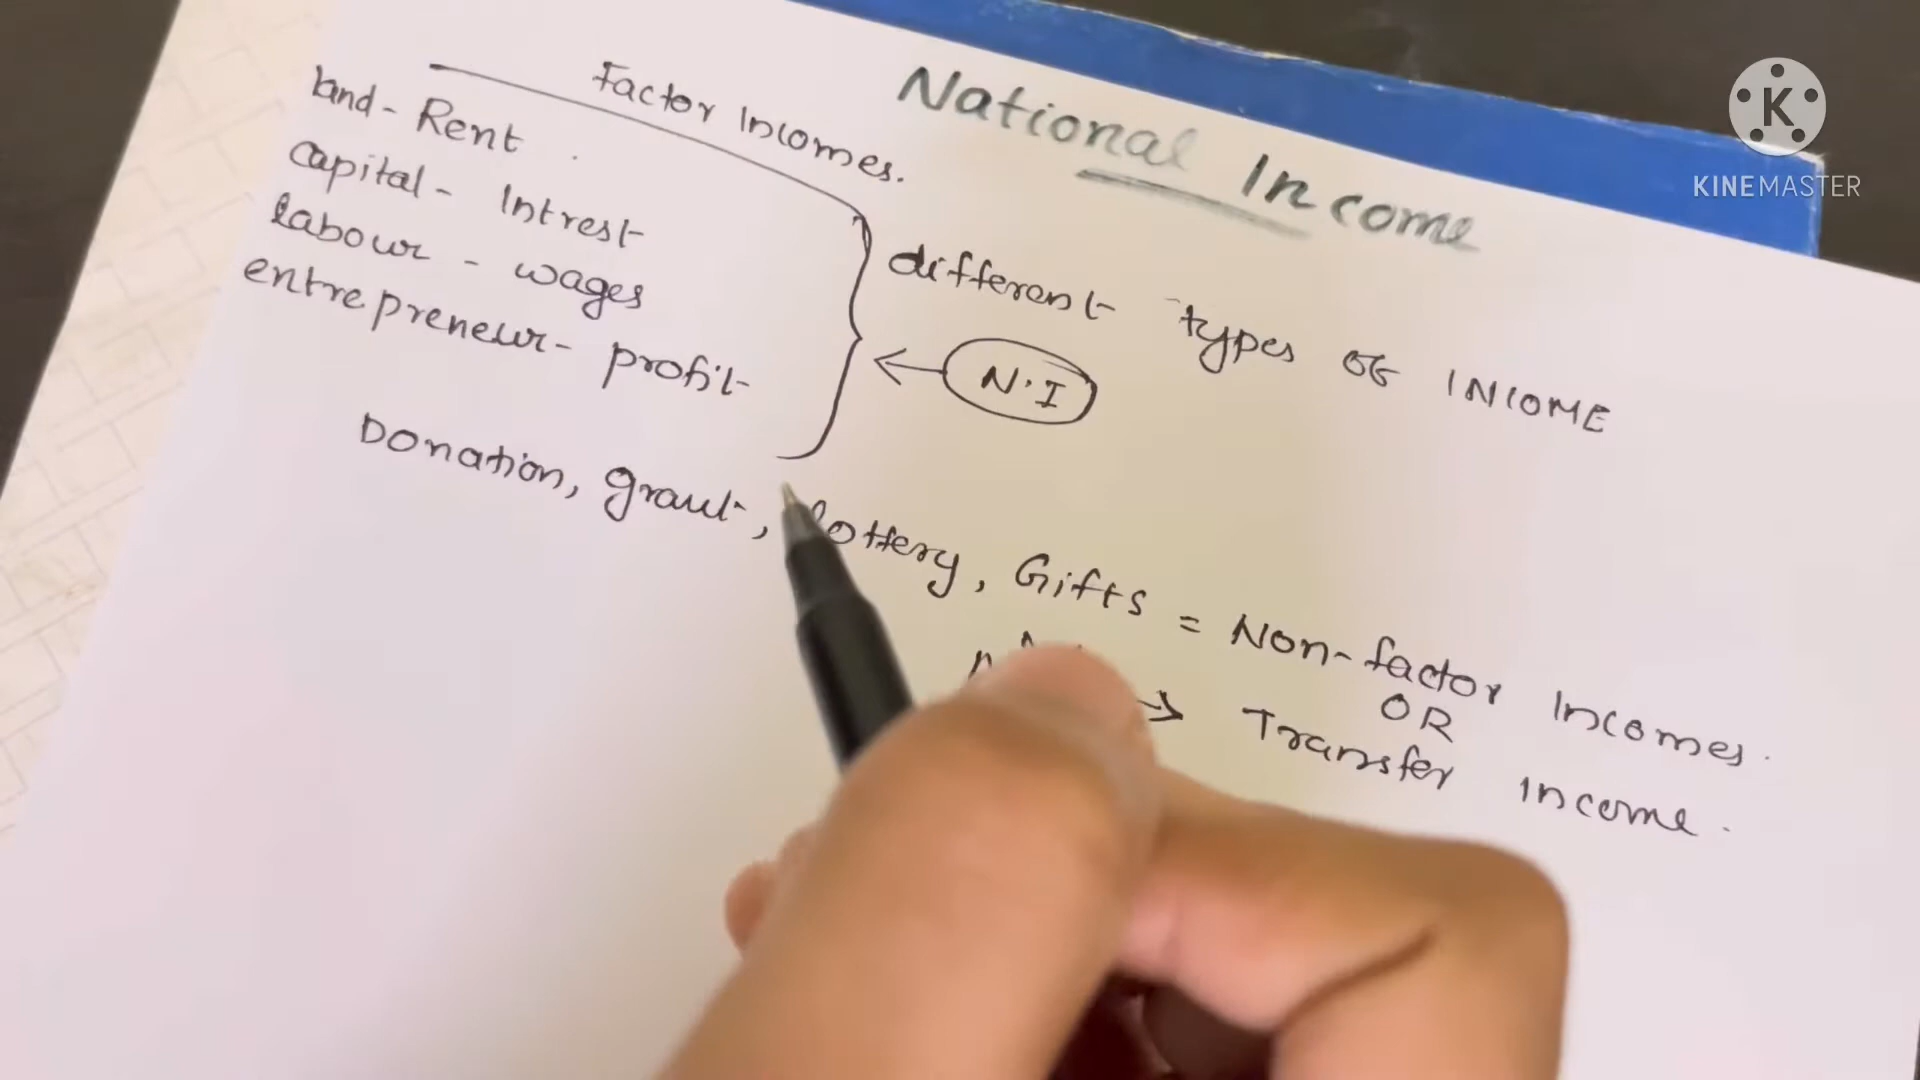 National Income
Factor Incomes.
land - Rent
capital - Intrest
labour - wages
entrepreneur - profit
different types of INCOME
N.I
Donation, grant, lottery, Gifts = Non-factor Incomes.
OR
→ Transfer income.
K
KINEMASTER